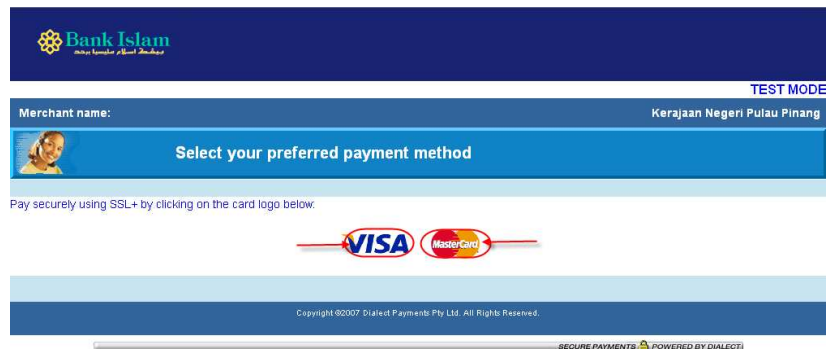 Bank Islam
TEST MODE
Merchant name: Kerajaan Negeri Pulau Pinang
Select your preferred payment method
Pay securely using SSL+ by clicking on the card logo below.
VISA MasterCard
Copyright ©2007 Dialect Payments Pty Ltd. All Rights Reserved.
SECURE PAYMENTS POWERED BY DIALECT